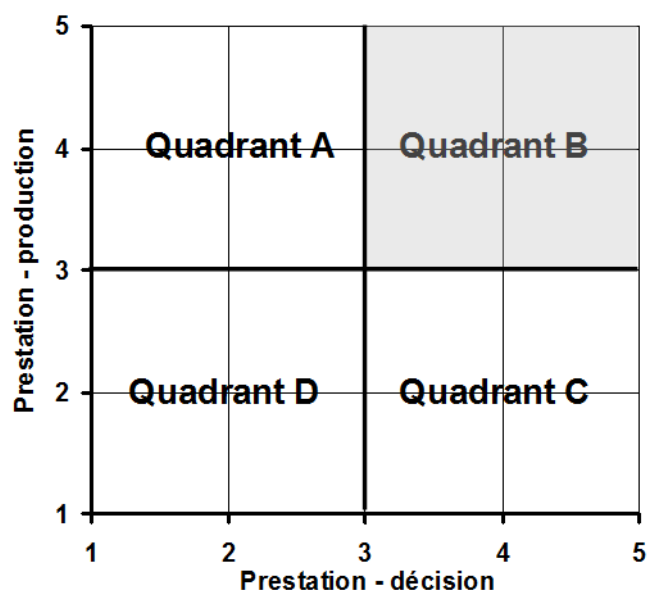 5
Quadrant A
Quadrant B
4
Prestation - production
3
Quadrant D
Quadrant C
2
1
1 2 3 4 5
Prestation - décision